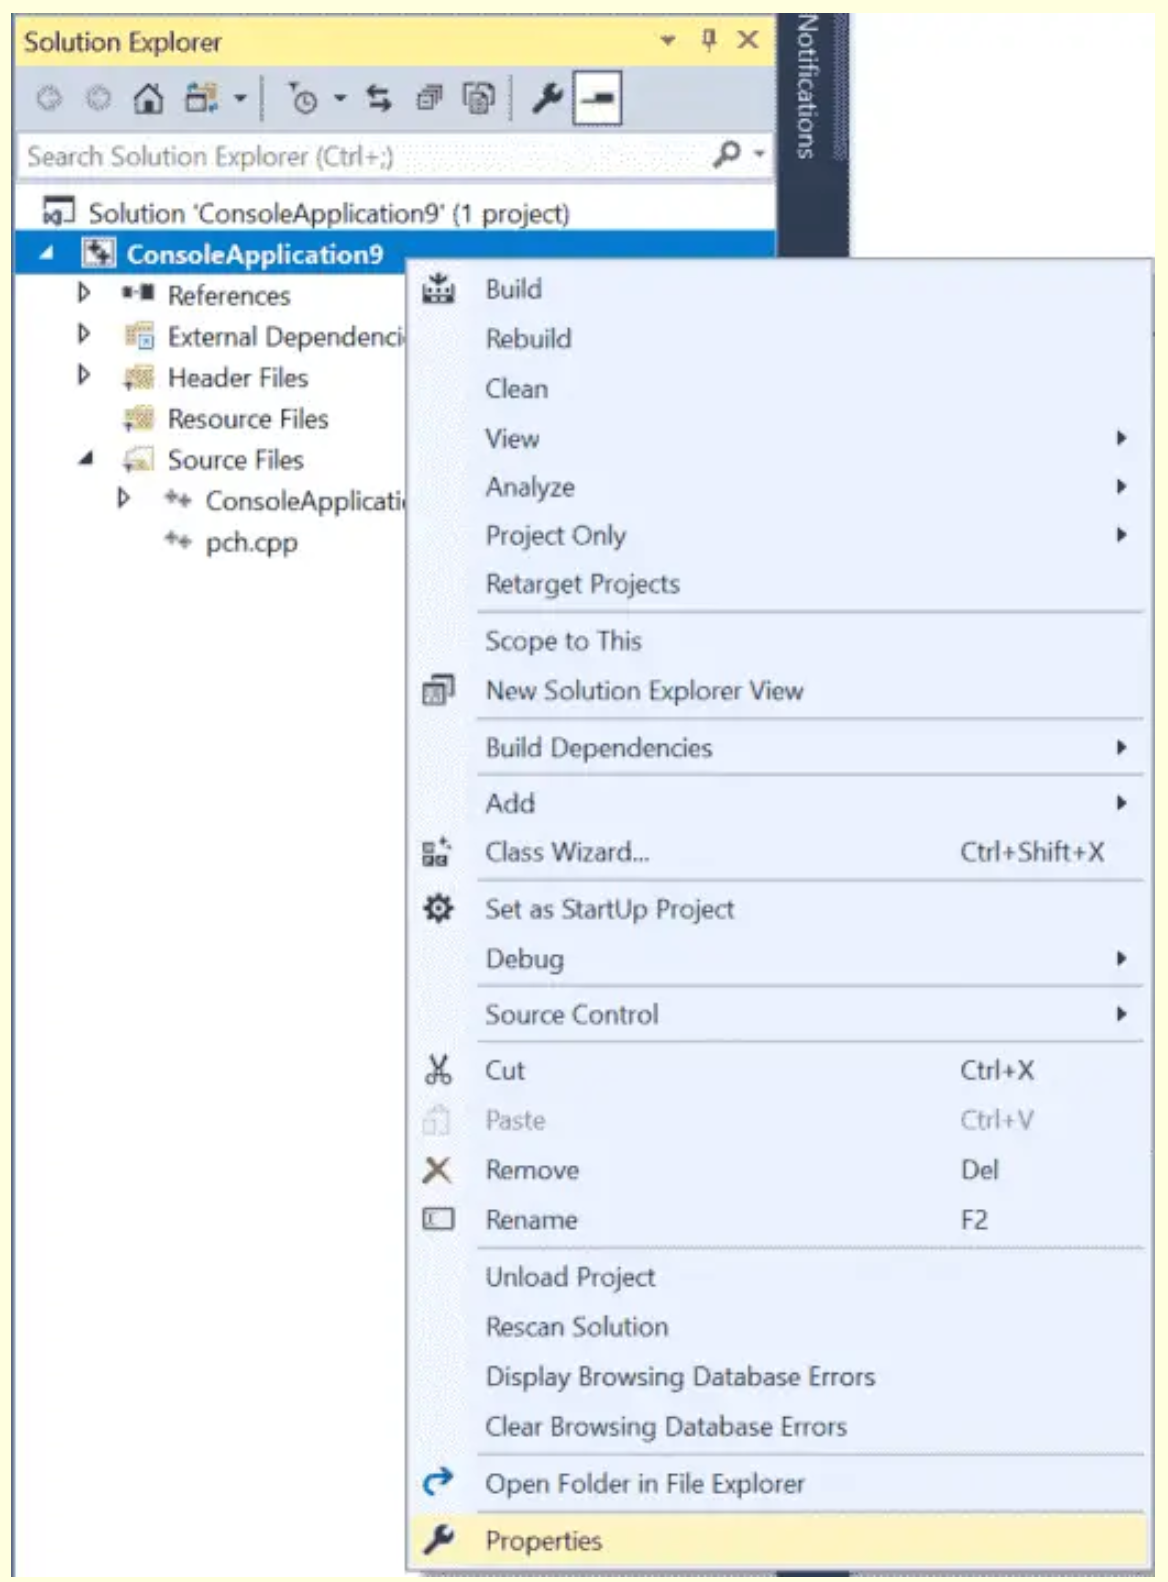 Solution Explorer
Notifications
Search Solution Explorer (Ctrl+;)
Solution 'ConsoleApplication9' (1 project)
ConsoleApplication9
References
External Dependenci
Header Files
Resource Files
Source Files
ConsoleApplicati
pch.cpp
Build
Rebuild
Clean
View
Analyze
Project Only
Retarget Projects
Scope to This
New Solution Explorer View
Build Dependencies
Add
Class Wizard... Ctrl+Shift+X
Set as StartUp Project
Debug
Source Control
Cut Ctrl+X
Paste Ctrl+V
Remove Del
Rename F2
Unload Project
Rescan Solution
Display Browsing Database Errors
Clear Browsing Database Errors
Open Folder in File Explorer
Properties